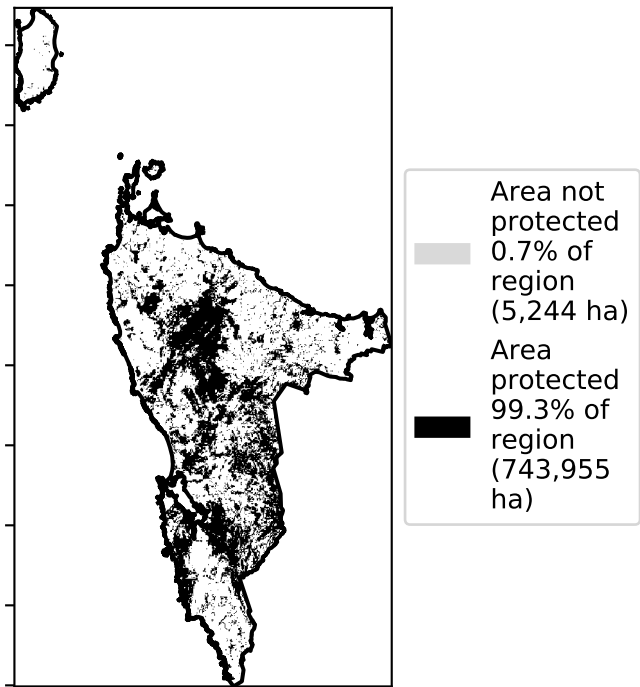 Area not
protected
0.7% of
region
(5,244 ha)
Area
protected
99.3% of
region
(743,955
ha)